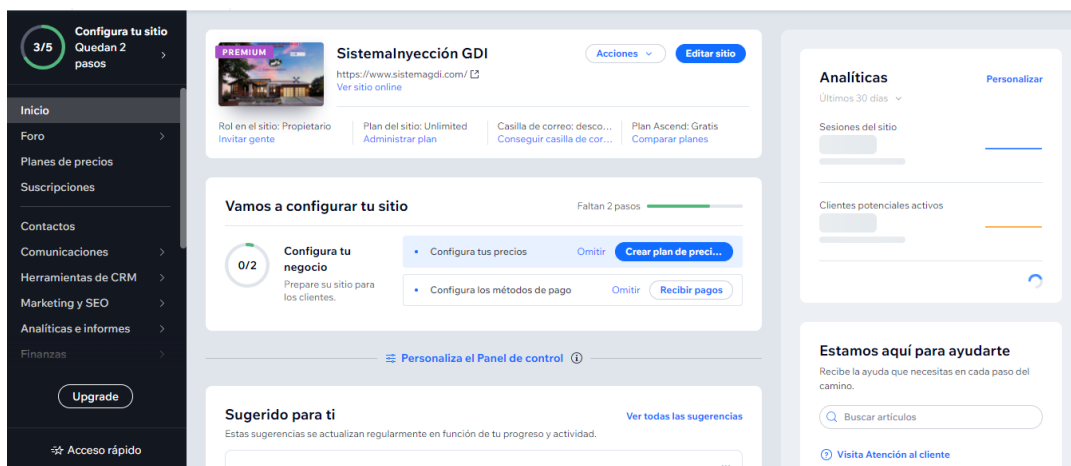 3/5
Configura tu sitio
Quedan 2
pasos
Inicio
Foro
Planes de precios
Suscripciones
Contactos
Comunicaciones
Herramientas de CRM
Marketing y SEO
Analíticas e informes
Finanzas
Upgrade
Acceso rápido
PREMIUM
SistemaInyección GDI
https://www.sistemagdi.com/
Ver sitio online
Acciones
Editar sitio
Rol en el sitio: Propietario
Invitar gente
Plan del sitio: Unlimited
Administrar plan
Casilla de correo: desco...
Conseguir casilla de cor...
Plan Ascend: Gratis
Comparar planes
Vamos a configurar tu sitio
Faltan 2 pasos
0/2
Configura tu
negocio
Prepare su sitio para
los clientes.
• Configura tus precios
Omitir
Crear plan de preci...
• Configura los métodos de pago
Omitir
Recibir pagos
Personaliza el Panel de control
Sugerido para ti
Ver todas las sugerencias
Estas sugerencias se actualizan regularmente en función de tu progreso y actividad.
Analíticas
Personalizar
Últimos 30 días
Sesiones del sitio
Clientes potenciales activos
Estamos aquí para ayudarte
Recibe la ayuda que necesitas en cada paso del
camino.
Buscar artículos
Visita Atención al cliente